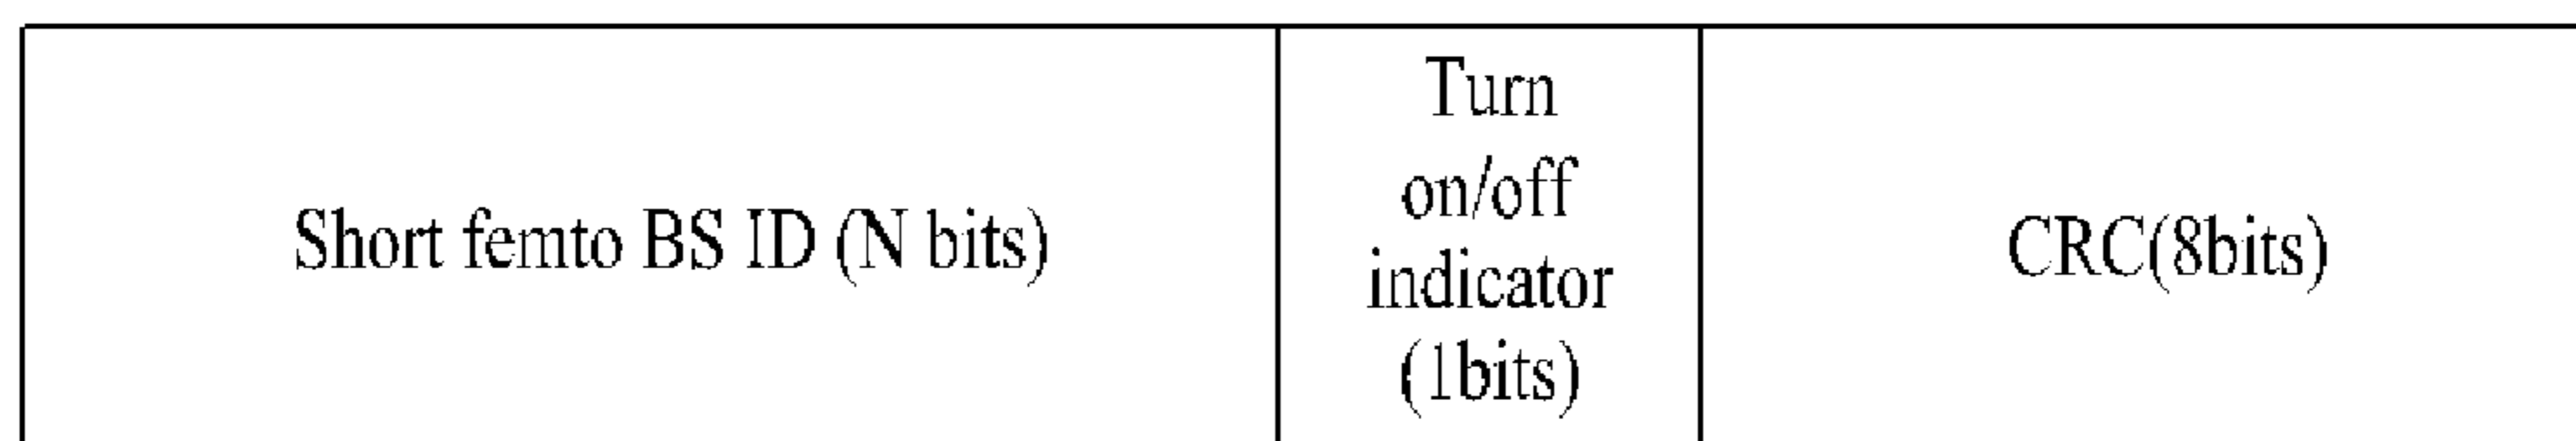 Short femto BS ID (N bits)
Turn
on/off
indicator
(1bits)
CRC(8bits)